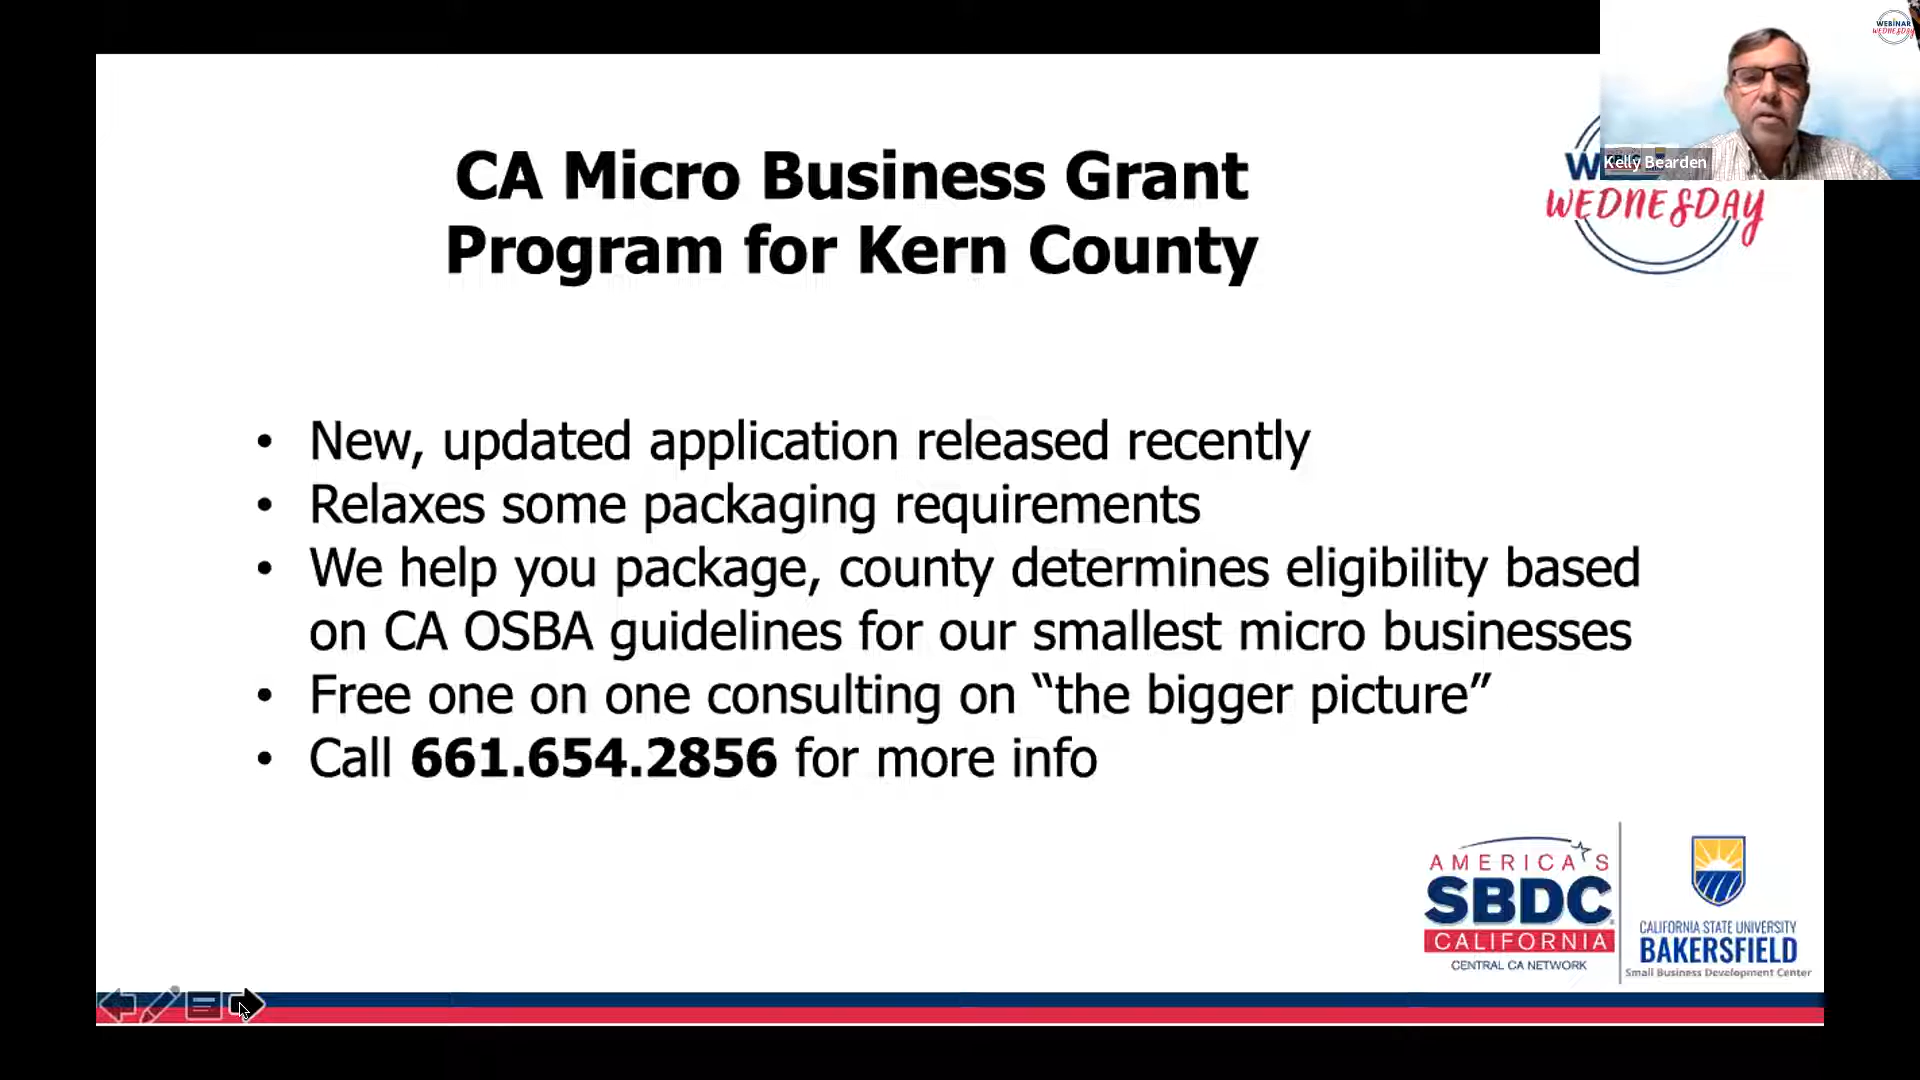 WEBINAR
WEDNESDAY
CA Micro Business Grant
Program for Kern County
Kelly Bearden
WEDNESDAY
• New, updated application released recently
• Relaxes some packaging requirements
• We help you package, county determines eligibility based
on CA OSBA guidelines for our smallest micro businesses
• Free one on one consulting on “the bigger picture”
• Call 661.654.2856 for more info
AMERICA'S
SBDC
CALIFORNIA
CENTRAL CA NETWORK
CALIFORNIA STATE UNIVERSITY
BAKERSFIELD
Small Business Development Center